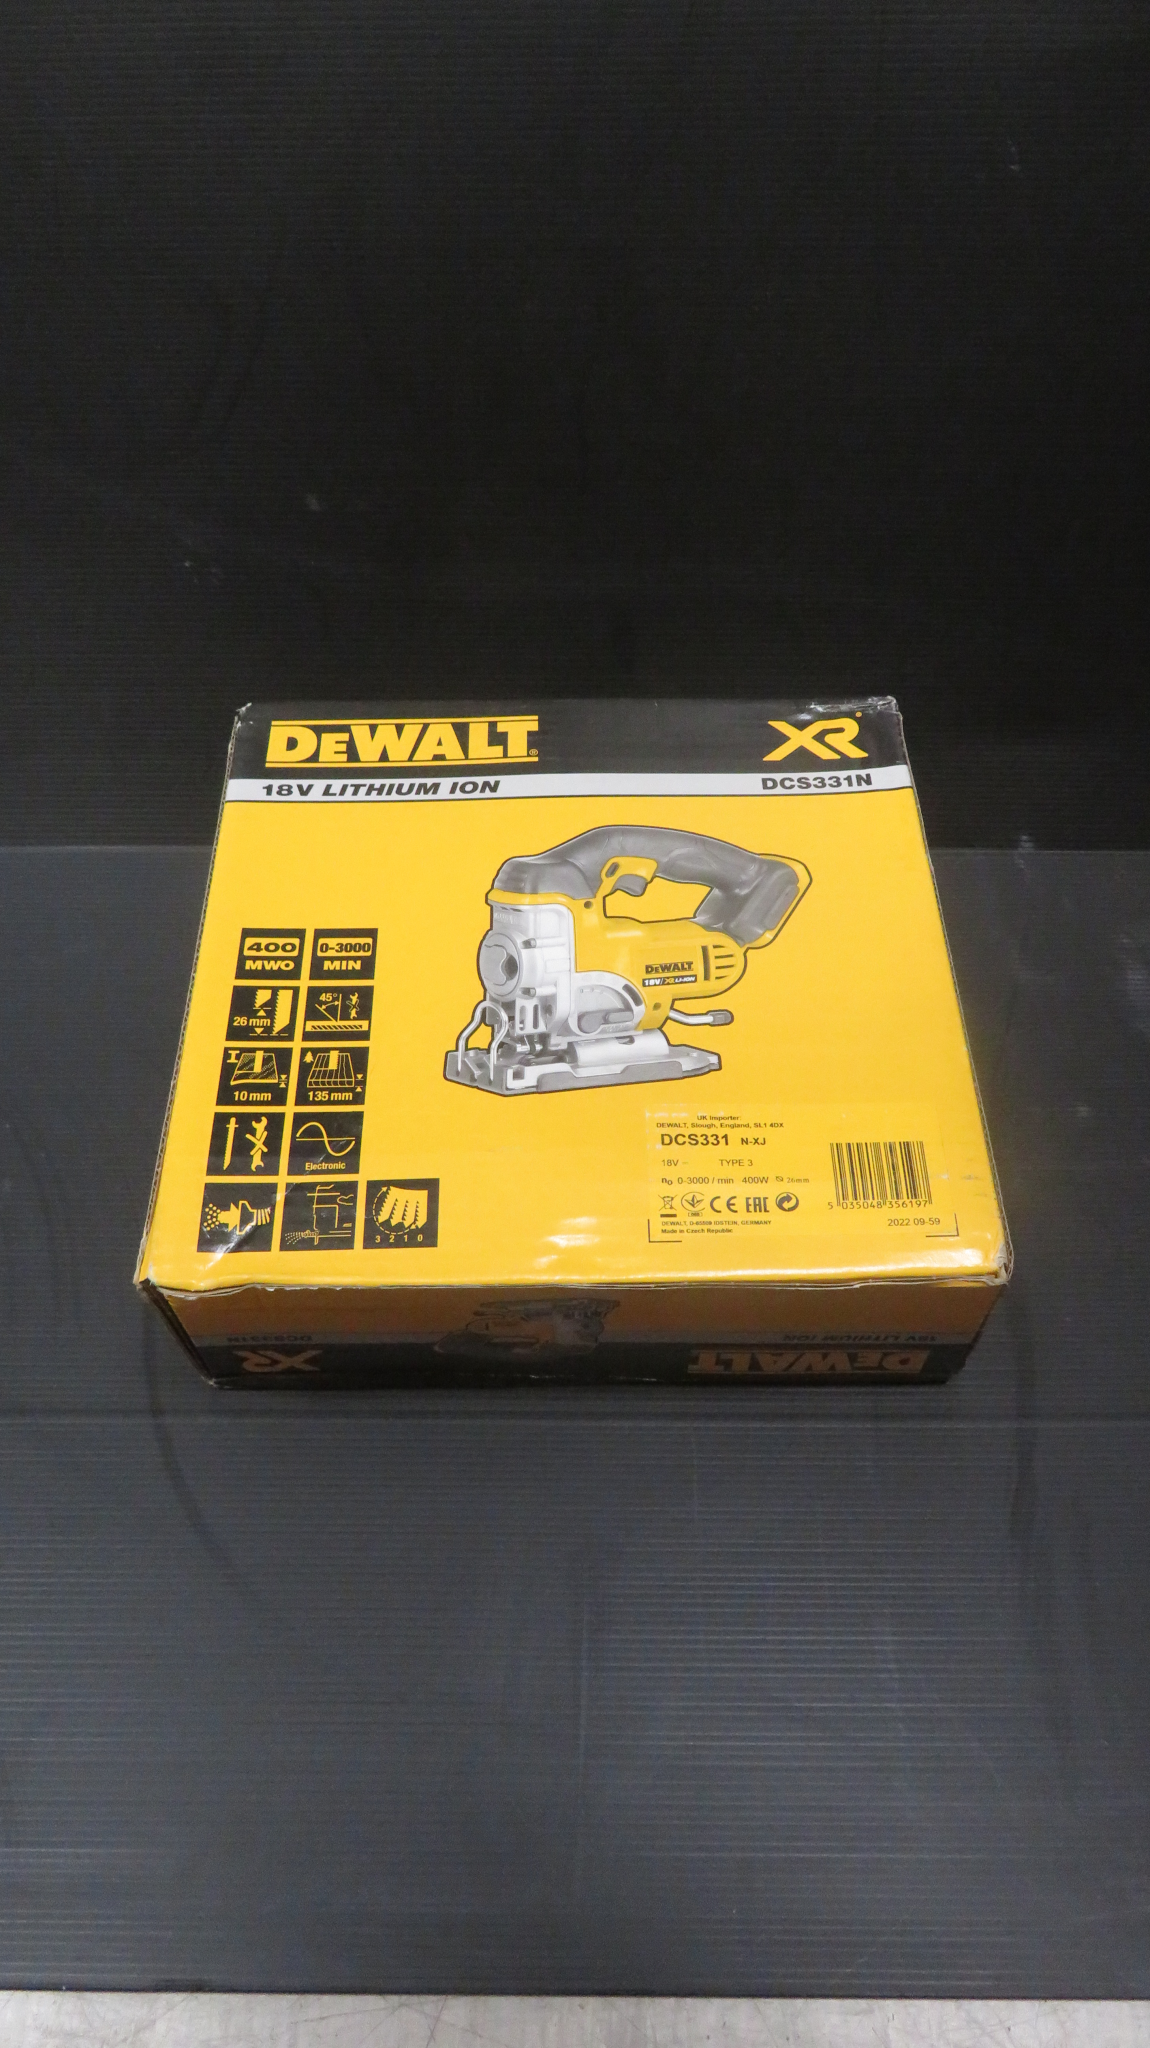 DEWALT®
XR®
18V LITHIUM ION
DCS331N
400
MWO
0-3000
MIN
26 mm
45°
10 mm
135 mm
Electronic
3 2 1 0
DEWALT
18V/XR LI-ION
UK Importer:
DEWALT, Slough, England, SL1 4DX
DCS331 N-XJ
18V TYPE 3
n₀ 0-3000 / min 400W 26mm
CE EAC
DEWALT, D-65509 IDSTEIN, GERMANY
Made in Czech Republic
5 035048 356197
2022 09-59
18V LITHIUM ION
DCS331N
DEWALT
XR